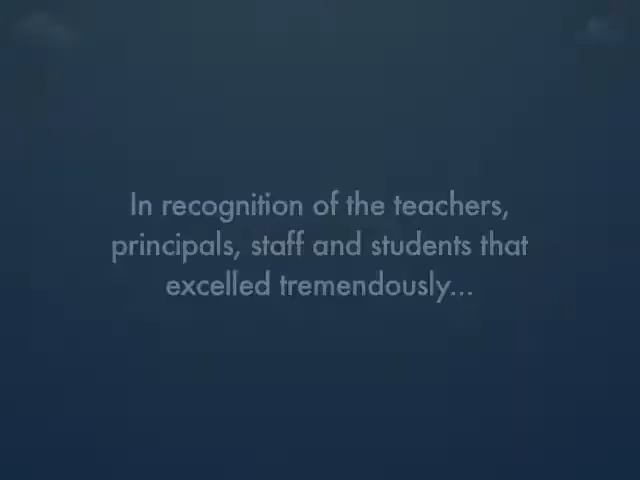 In recognition of the teachers,
principals, staff and students that
excelled tremendously...